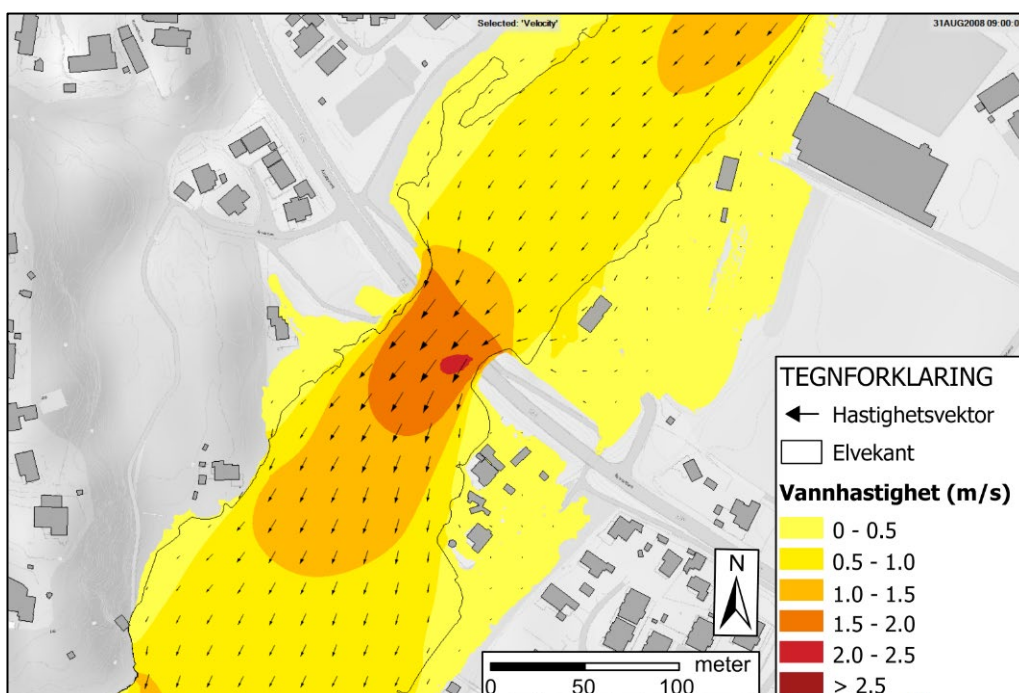 Selected: 'Velocity'
31AUG2008 09:00:0
TEGNFORKLARING
Hastighetsvektor
Elvekant
Vannhastighet (m/s)
0 - 0.5
0.5 - 1.0
1.0 - 1.5
1.5 - 2.0
2.0 - 2.5
> 2.5
N
meter
0 50 100